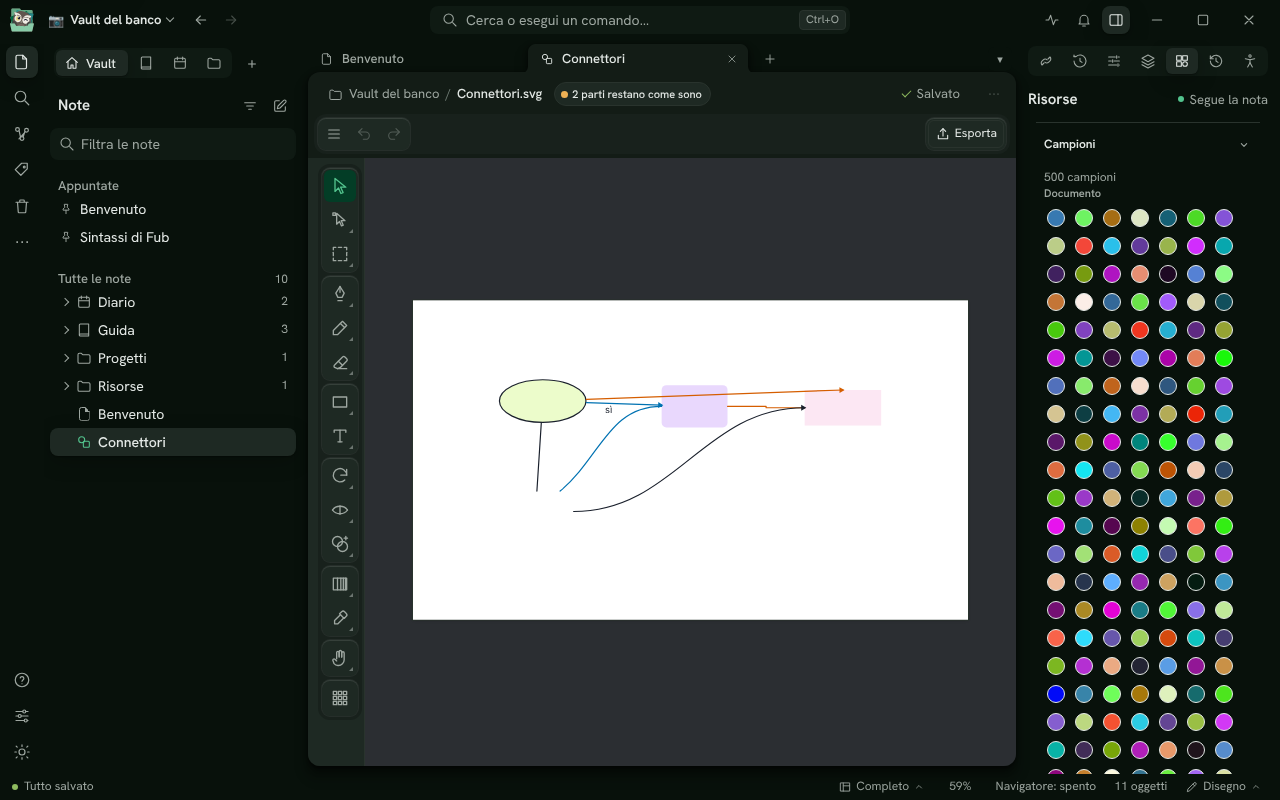 Vault del banco
Cerca o esegui un comando...
Ctrl+O
Vault
Benvenuto
Connettori
Note
Vault del banco / Connettori.svg
2 parti restano come sono
Salvato
Risorse
Segue la nota
Esporta
Filtra le note
Campioni
500 campioni
Documento
Appuntate
Benvenuto
Sintassi di Fub
Tutte le note 10
Diario 2
Guida 3
Progetti 1
Risorse 1
Benvenuto
Connettori
sì
Tutto salvato
Completo
59%
Navigatore: spento
11 oggetti
Disegno